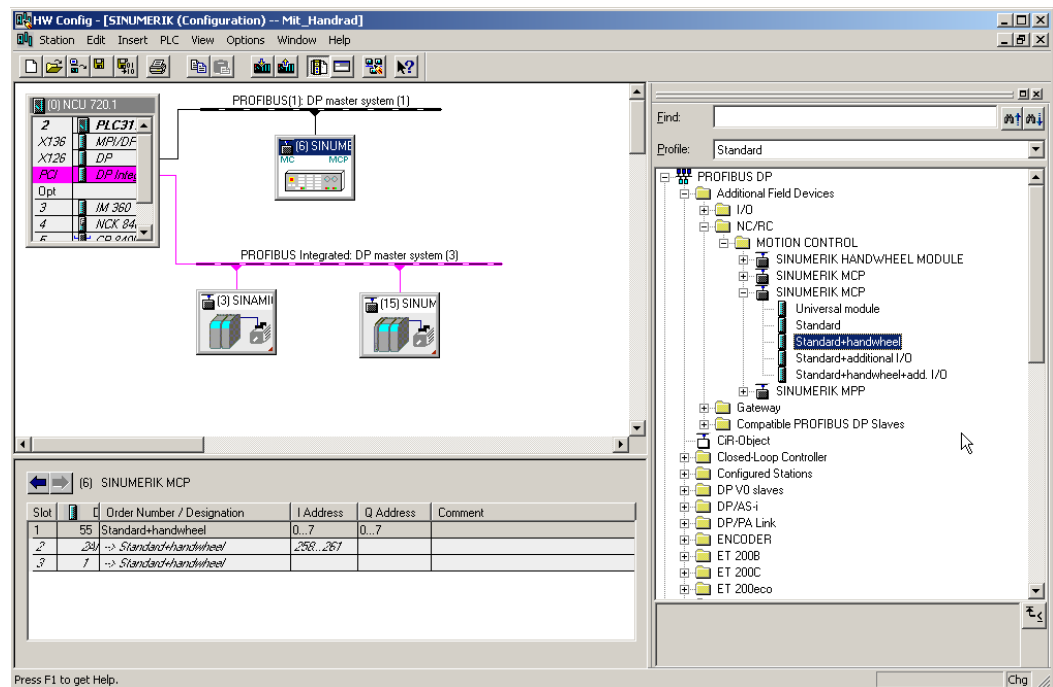 HW Config - [SINUMERIK (Configuration) -- Mit_Handrad]
Station Edit Insert PLC View Options Window Help
(0) NCU 720.1
2 PLC31
X136 MPI/DP
X126 DP
PCI DP Integ
Opt
3 IM 360
4 NCK 84
5 CP 840
PROFIBUS(1): DP master system (1)
(6) SINUME
MC MCP
PROFIBUS Integrated: DP master system (3)
(3) SINAMI
(15) SINUM
(6) SINUMERIK MCP
Slot D Order Number / Designation I Address Q Address Comment
1 55 Standard+handwheel 0...7 0...7
2 2A --> Standard+handwheel 258...261
3 1 --> Standard+handwheel
Find:
Profile: Standard
PROFIBUS DP
Additional Field Devices
I/O
NC/RC
MOTION CONTROL
SINUMERIK HANDWHEEL MODULE
SINUMERIK MCP
SINUMERIK MCP
Universal module
Standard
Standard+handwheel
Standard+additional I/O
Standard+handwheel+add. I/O
SINUMERIK MPP
Gateway
Compatible PROFIBUS DP Slaves
CiR-Object
Closed-Loop Controller
Configured Stations
DP V0 slaves
DP/AS-i
DP/PA Link
ENCODER
ET 200B
ET 200C
ET 200eco
Press F1 to get Help.
Chg